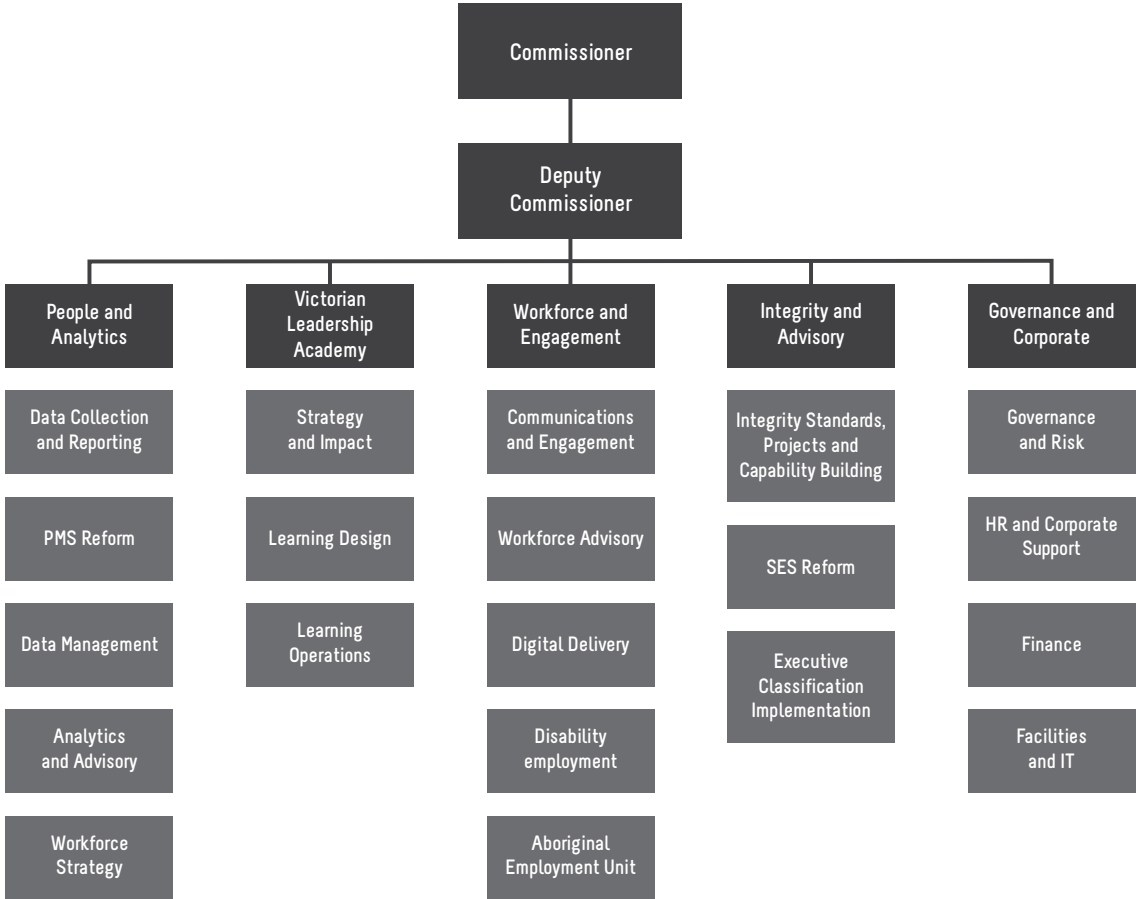 Commissioner
Deputy
Commissioner
People and
Analytics
Data Collection
and Reporting
PMS Reform
Data Management
Analytics
and Advisory
Workforce
Strategy
Victorian
Leadership
Academy
Strategy
and Impact
Learning Design
Learning
Operations
Workforce and
Engagement
Communications
and Engagement
Workforce Advisory
Digital Delivery
Disability
employment
Aboriginal
Employment Unit
Integrity and
Advisory
Integrity Standards,
Projects and
Capability Building
SES Reform
Executive
Classification
Implementation
Governance and
Corporate
Governance
and Risk
HR and Corporate
Support
Finance
Facilities
and IT